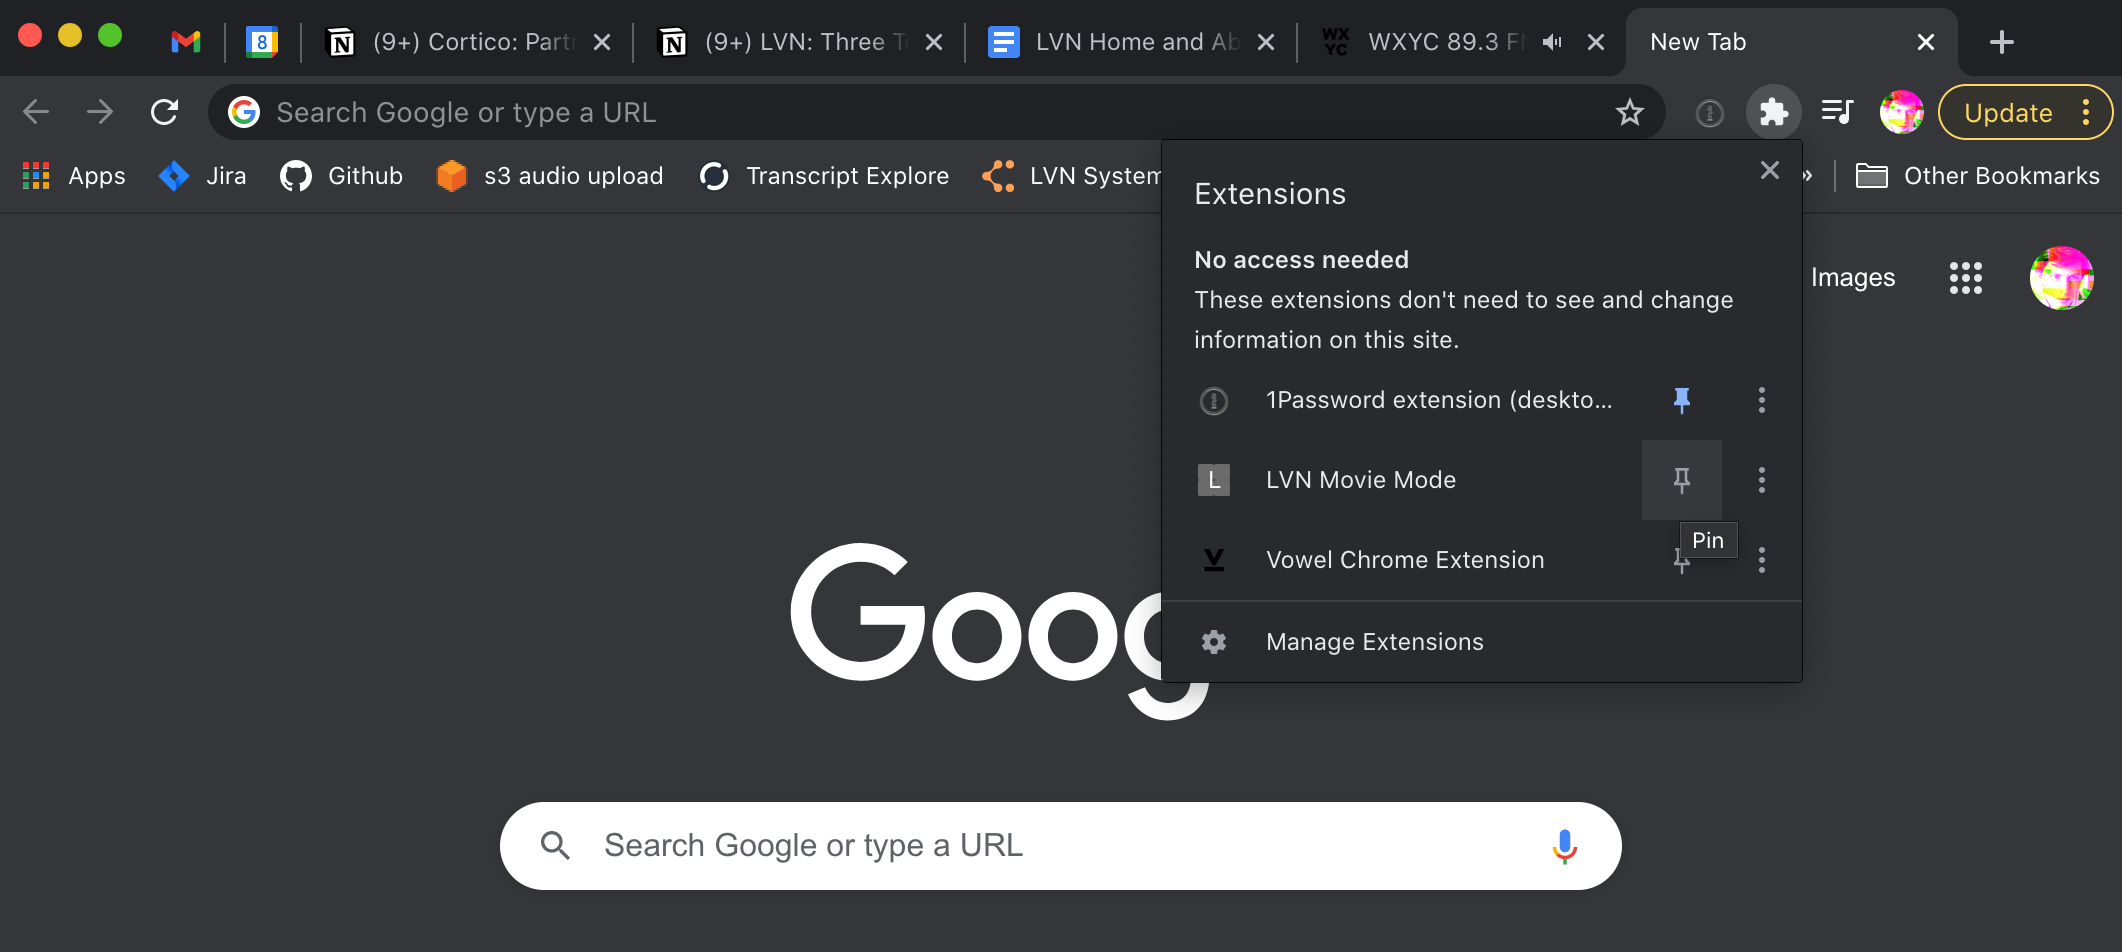 8
(9+) Cortico: Part
(9+) LVN: Three T
LVN Home and Ab
WX
YC
WXYC 89.3 F
New Tab
Search Google or type a URL
Update
Apps
Jira
Github
s3 audio upload
Transcript Explore
LVN System
»
Other Bookmarks
Extensions
No access needed
These extensions don't need to see and change
information on this site.
1Password extension (deskto...
L
LVN Movie Mode
Pin
Vowel Chrome Extension
Manage Extensions
Images
Goog
Search Google or type a URL